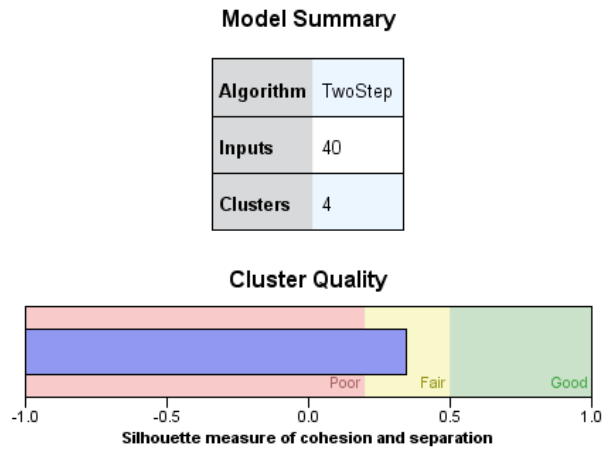 Model Summary
Algorithm TwoStep
Inputs 40
Clusters 4
Cluster Quality
Poor Fair Good
-1.0 -0.5 0.0 0.5 1.0
Silhouette measure of cohesion and separation